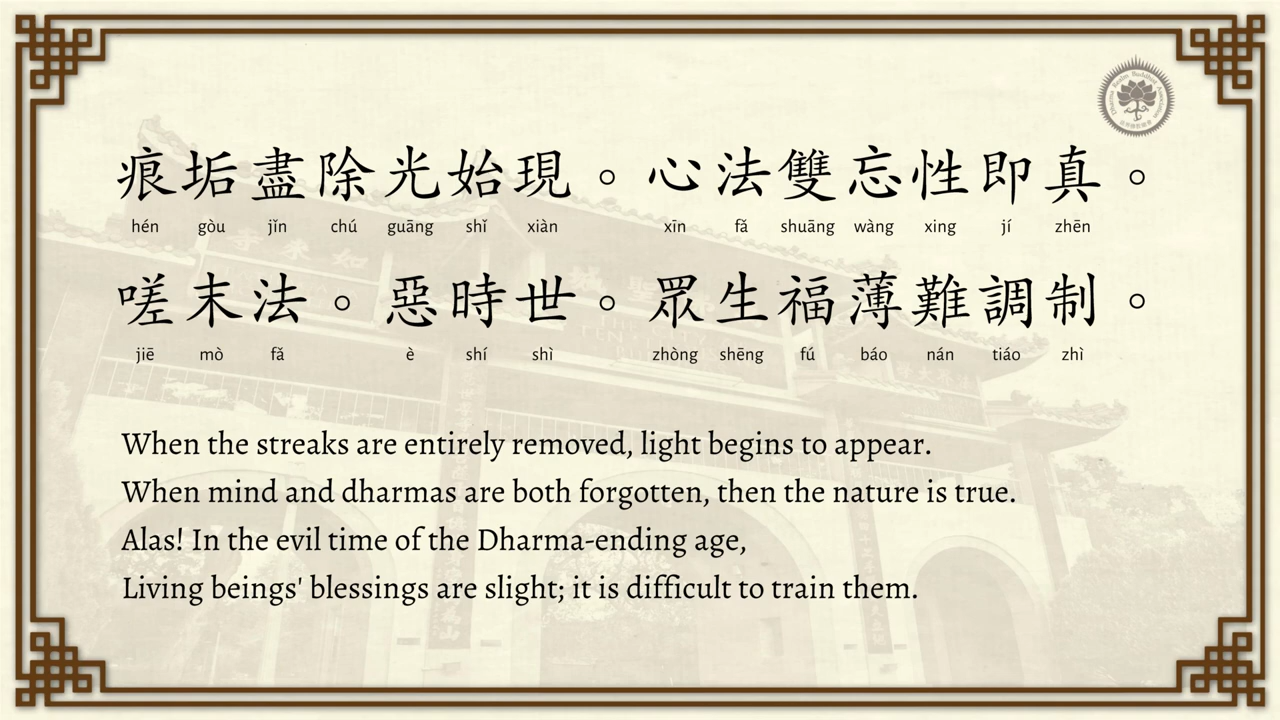 痕垢盡除光始現。心法雙忘性即真。
hén gòu jǐn chú guāng shǐ xiàn xīn fǎ shuāng wàng xing jí zhēn
嗟末法。惡時世。眾生福薄難調制。
jiē mò fǎ è shí shì zhòng shēng fú báo nán tiáo zhì
When the streaks are entirely removed, light begins to appear.
When mind and dharmas are both forgotten, then the nature is true.
Alas! In the evil time of the Dharma-ending age,
Living beings' blessings are slight; it is difficult to train them.
Dharma Realm Buddhist Association